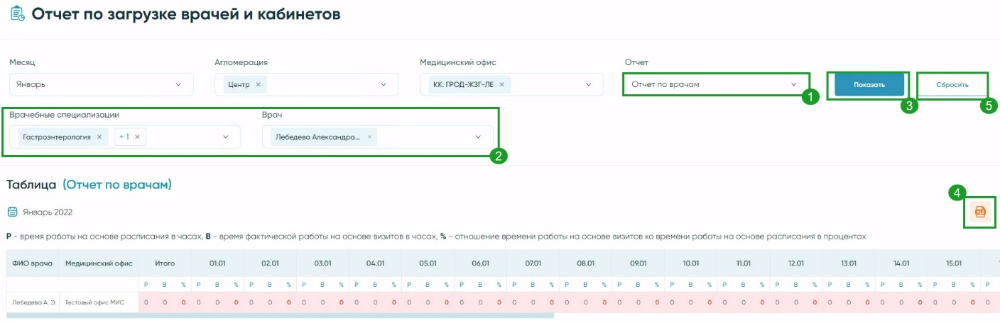 Отчет по загрузке врачей и кабинетов
Месяц Агломерация Медицинский офис Отчет
Январь Центр × КК: ГРОД-ЖЗГ-ЛЕ × Отчет по врачам Показать Сбросить
1 3 5
Врачебные специализации Врач
Гастроэнтерология × + 1 × Лебедева Александра... ×
2
Таблица (Отчет по врачам)
4
Январь 2022 XLS
Р - время работы на основе расписания в часах, В - время фактической работы на основе визитов в часах, % - отношение времени работы на основе визитов ко времени работы на основе расписания в процентах
ФИО врача Медицинский офис Итого 01.01 02.01 03.01 04.01 05.01 06.01 07.01 08.01 09.01 10.01 11.01 12.01 13.01 14.01 15.01
Р В % Р В % Р В % Р В % Р В % Р В % Р В % Р В % Р В % Р В % Р В % Р В % Р В % Р В % Р В % Р В % Р
Лебедева А. Э. Тестовый офис МИС 0 0 0 0 0 0 0 0 0 0 0 0 0 0 0 0 0 0 0 0 0 0 0 0 0 0 0 0 0 0 0 0 0 0 0 0 0 0 0 0 0 0 0 0 0 0 0 0 0